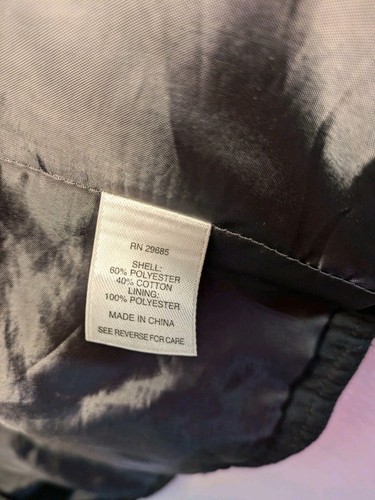 RN 29685
SHELL:
60% POLYESTER
40% COTTON
LINING:
100% POLYESTER
MADE IN CHINA
SEE REVERSE FOR CARE